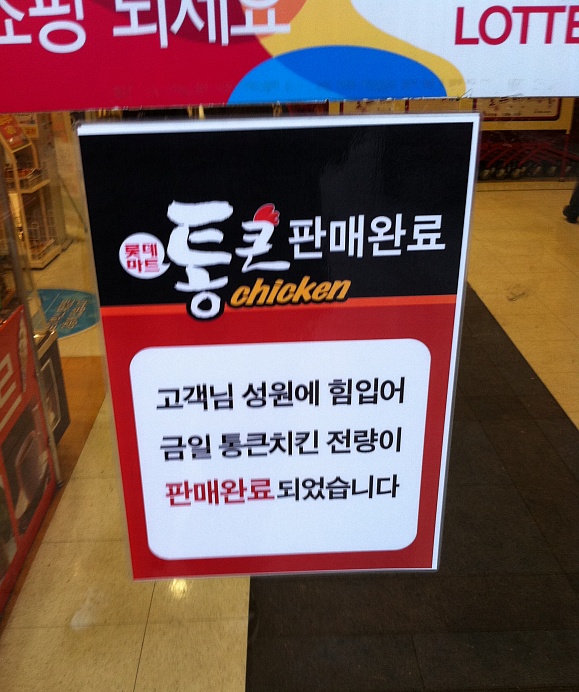 쇼핑 되세요
LOTTE
롯데
마트
통큰 판매완료
chicken
고객님 성원에 힘입어
금일 통큰치킨 전량이
판매완료되었습니다